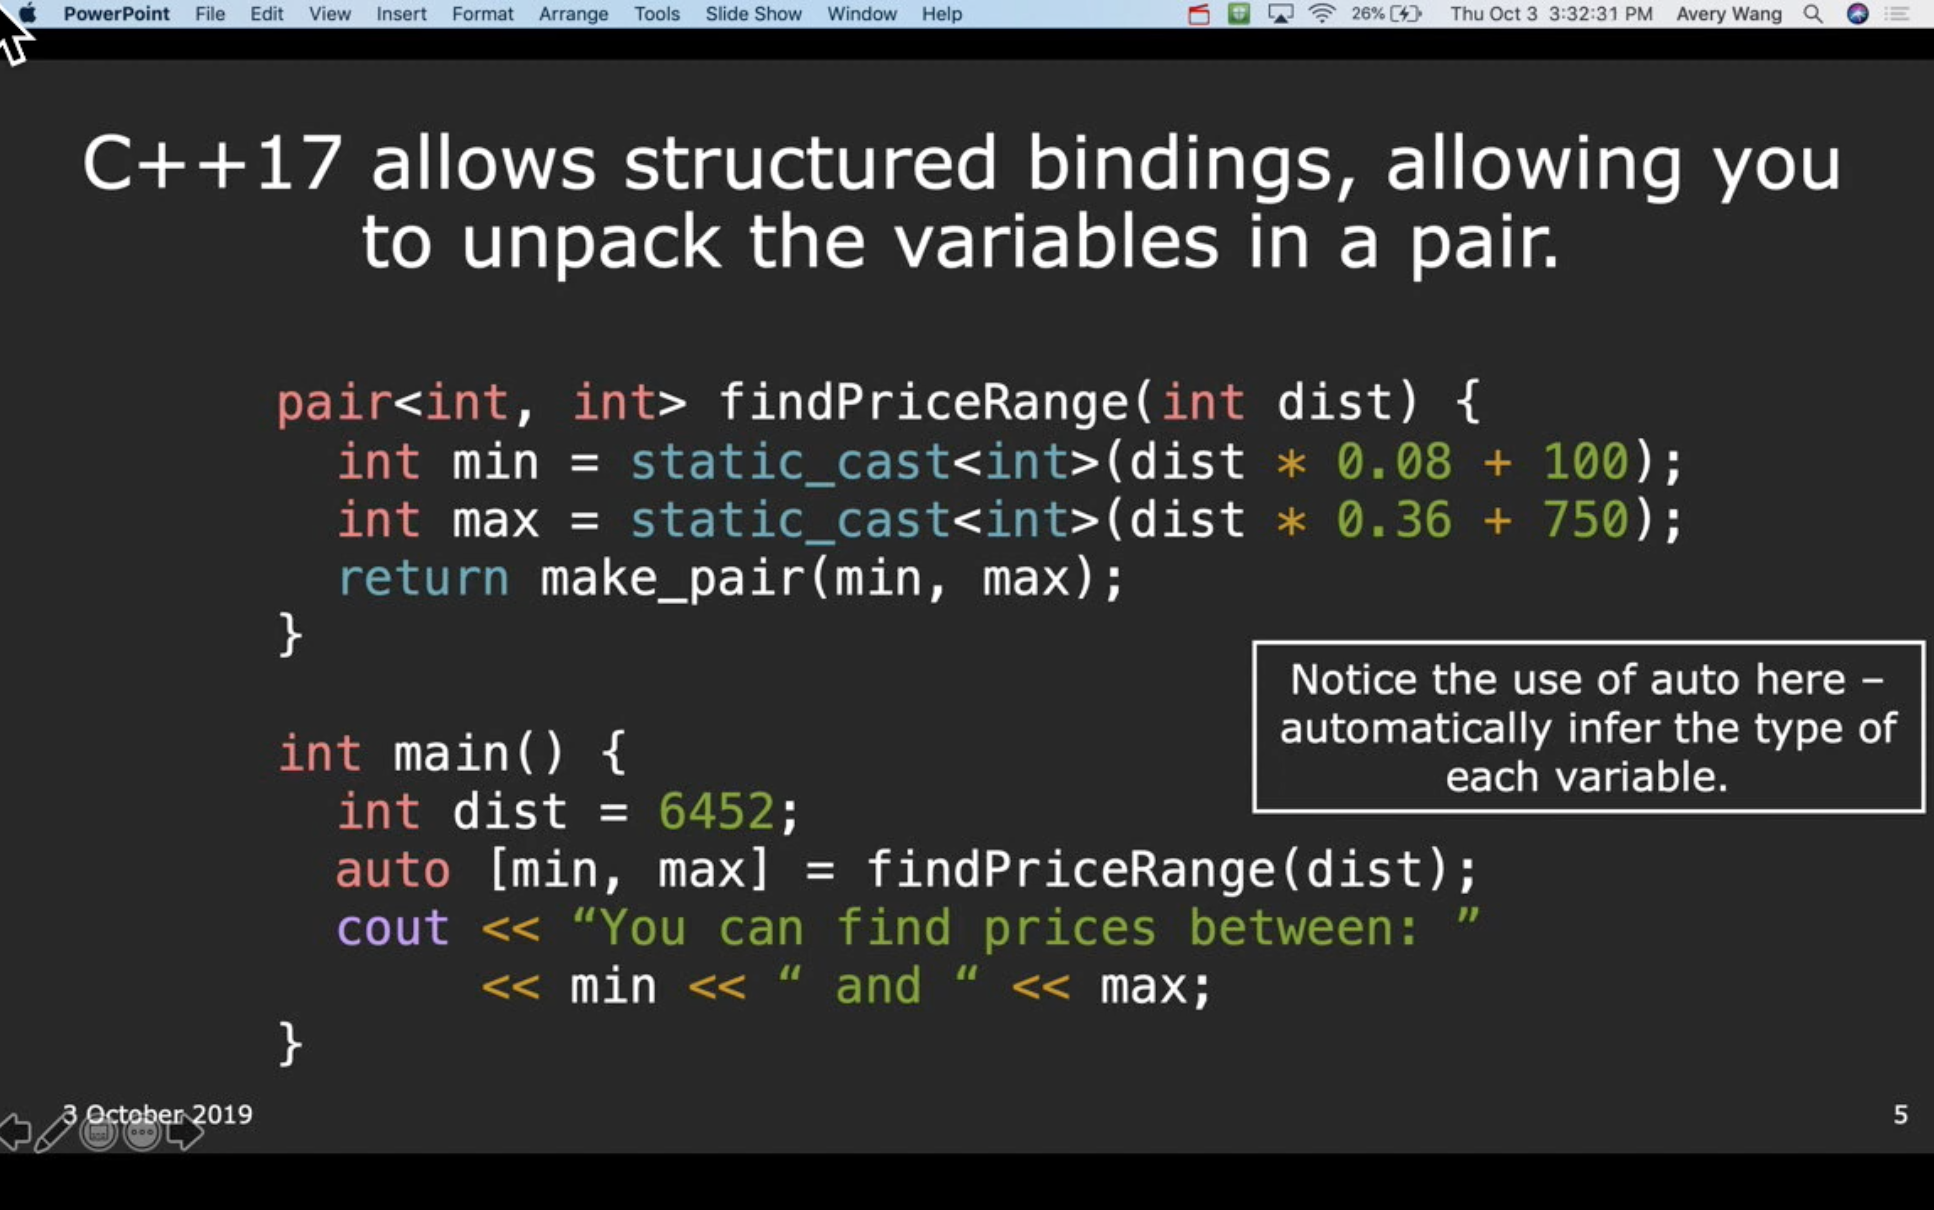 PowerPoint File Edit View Insert Format Arrange Tools Slide Show Window Help 26% Thu Oct 3 3:32:31 PM Avery Wang
C++17 allows structured bindings, allowing you
to unpack the variables in a pair.
pair<int, int> findPriceRange(int dist) {
int min = static_cast<int>(dist * 0.08 + 100);
int max = static_cast<int>(dist * 0.36 + 750);
return make_pair(min, max);
}
Notice the use of auto here –
automatically infer the type of
each variable.
int main() {
int dist = 6452;
auto [min, max] = findPriceRange(dist);
cout << “You can find prices between: ”
<< min << “ and “ << max;
}
3 October 2019
5